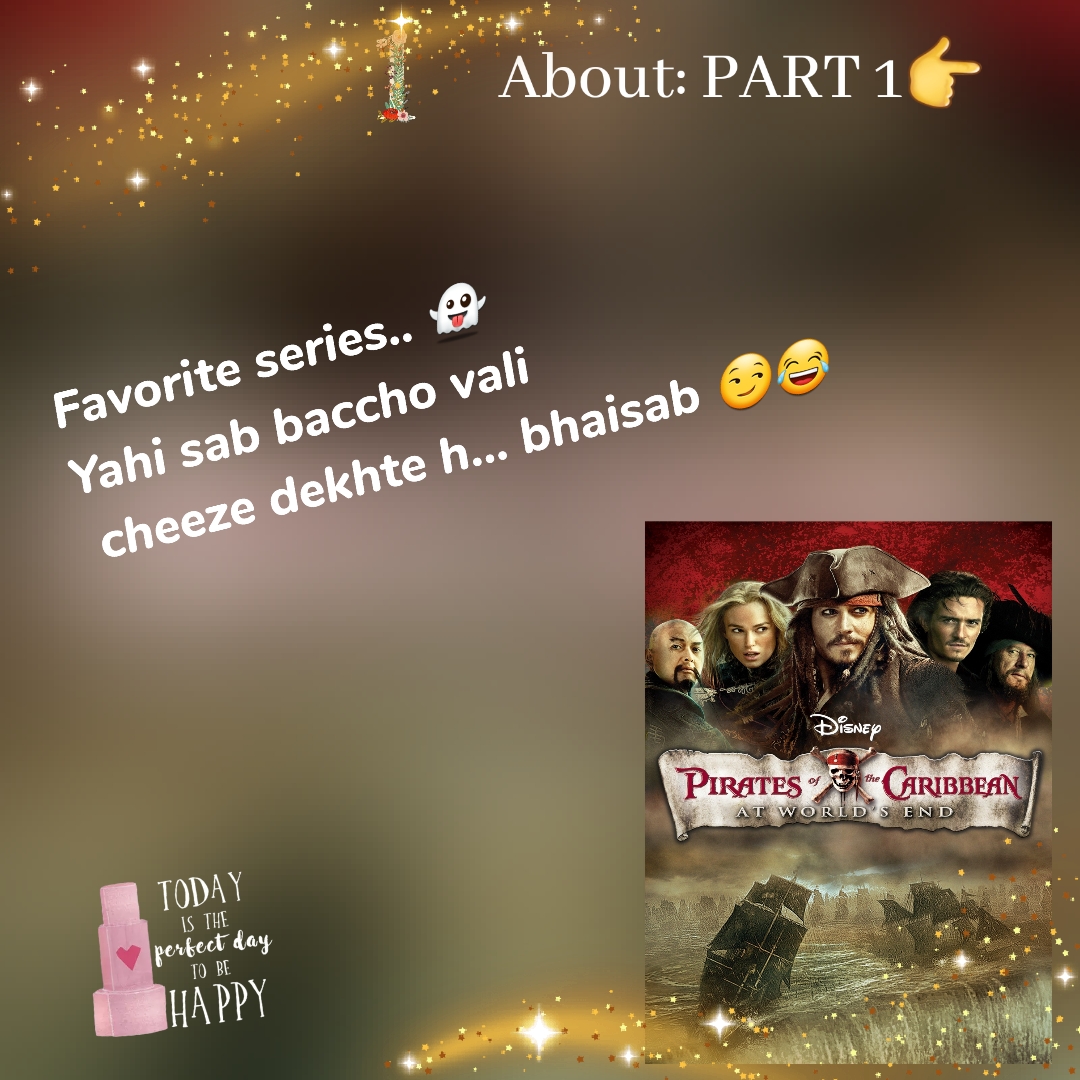 About: PART 1👉
Favorite series.. 👻
Yahi sab baccho vali
cheeze dekhte h... bhaisab 😏😂
DISNEY
PIRATES of the CARIBBEAN
AT WORLD'S END
TODAY
IS THE
perfect day
TO BE
HAPPY